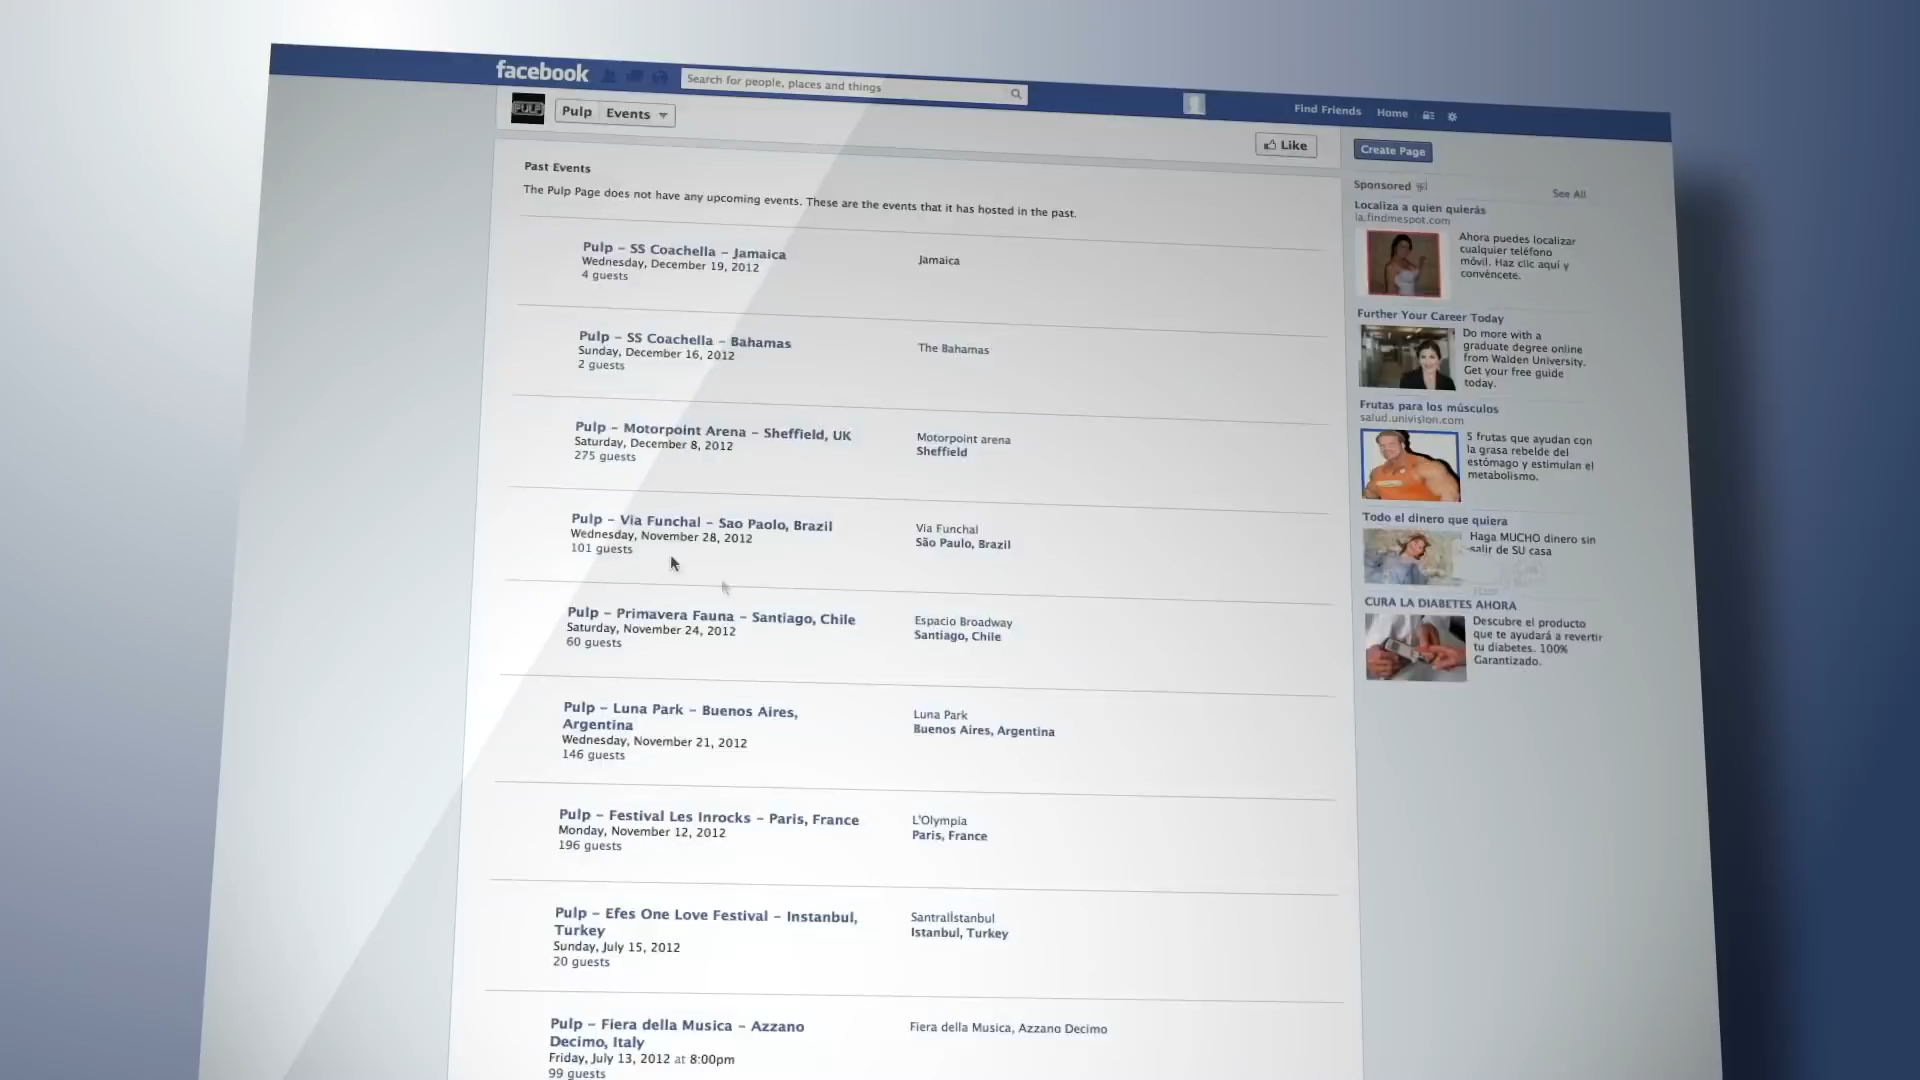 facebook
Search for people, places and things
Find Friends
Home
PULP
Pulp
Events
Like
Create Page
Past Events
The Pulp Page does not have any upcoming events. These are the events that it has hosted in the past.
Pulp – SS Coachella – Jamaica
Wednesday, December 19, 2012
4 guests
Jamaica
Pulp – SS Coachella – Bahamas
Sunday, December 16, 2012
2 guests
The Bahamas
Pulp – Motorpoint Arena – Sheffield, UK
Saturday, December 8, 2012
275 guests
Motorpoint arena
Sheffield
Pulp – Via Funchal – Sao Paolo, Brazil
Wednesday, November 28, 2012
101 guests
Via Funchal
São Paulo, Brazil
Pulp – Primavera Fauna – Santiago, Chile
Saturday, November 24, 2012
60 guests
Espacio Broadway
Santiago, Chile
Pulp – Luna Park – Buenos Aires,
Argentina
Wednesday, November 21, 2012
146 guests
Luna Park
Buenos Aires, Argentina
Pulp – Festival Les Inrocks – Paris, France
Monday, November 12, 2012
196 guests
L'Olympia
Paris, France
Pulp – Efes One Love Festival – Instanbul,
Turkey
Sunday, July 15, 2012
20 guests
Santralİstanbul
Istanbul, Turkey
Pulp – Fiera della Musica – Azzano
Decimo, Italy
Friday, July 13, 2012 at 8:00pm
99 guests
Fiera della Musica, Azzano Decimo
Sponsored
See All
Localiza a quien quierás
la.findmespot.com
Ahora puedes localizar
cualquier teléfono
móvil. Haz clic aquí y
convéncete.
Further Your Career Today
Do more with a
graduate degree online
from Walden University.
Get your free guide
today.
Frutas para los músculos
salud.univision.com
5 frutas que ayudan con
la grasa rebelde del
estómago y estimulan el
metabolismo.
Todo el dinero que quiera
Haga MUCHO dinero sin
salir de SU casa
CURA LA DIABETES AHORA
Descubre el producto
que te ayudará a revertir
tu diabetes. 100%
Garantizado.